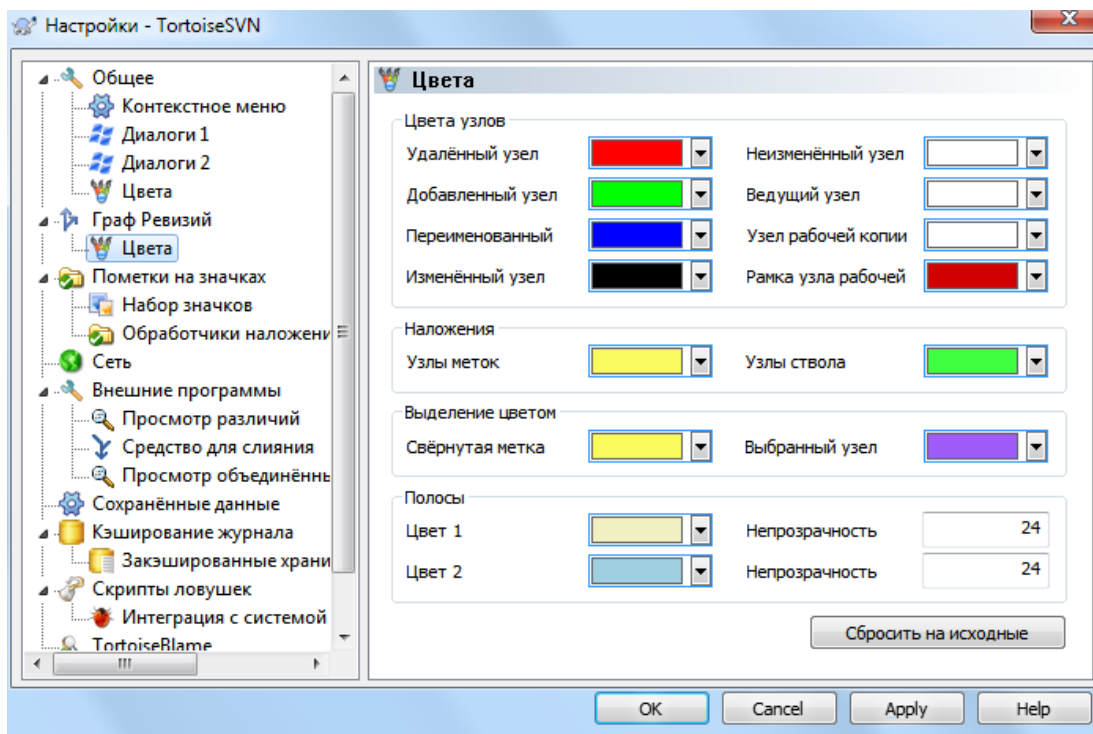 Настройки - TortoiseSVN
Общее
Контекстное меню
Диалоги 1
Диалоги 2
Цвета
Граф Ревизий
Цвета
Пометки на значках
Набор значков
Обработчики наложени
Сеть
Внешние программы
Просмотр различий
Средство для слияния
Просмотр объединённь
Сохранённые данные
Кэширование журнала
Закэшированные храни
Скрипты ловушек
Интеграция с системой
TortoiseBlame
Цвета
Цвета узлов
Удалённый узел Неизменённый узел
Добавленный узел Ведущий узел
Переименованный Узел рабочей копии
Изменённый узел Рамка узла рабочей
Наложения
Узлы меток Узлы ствола
Выделение цветом
Свёрнутая метка Выбранный узел
Полосы
Цвет 1 Непрозрачность 24
Цвет 2 Непрозрачность 24
Сбросить на исходные
OK Cancel Apply Help